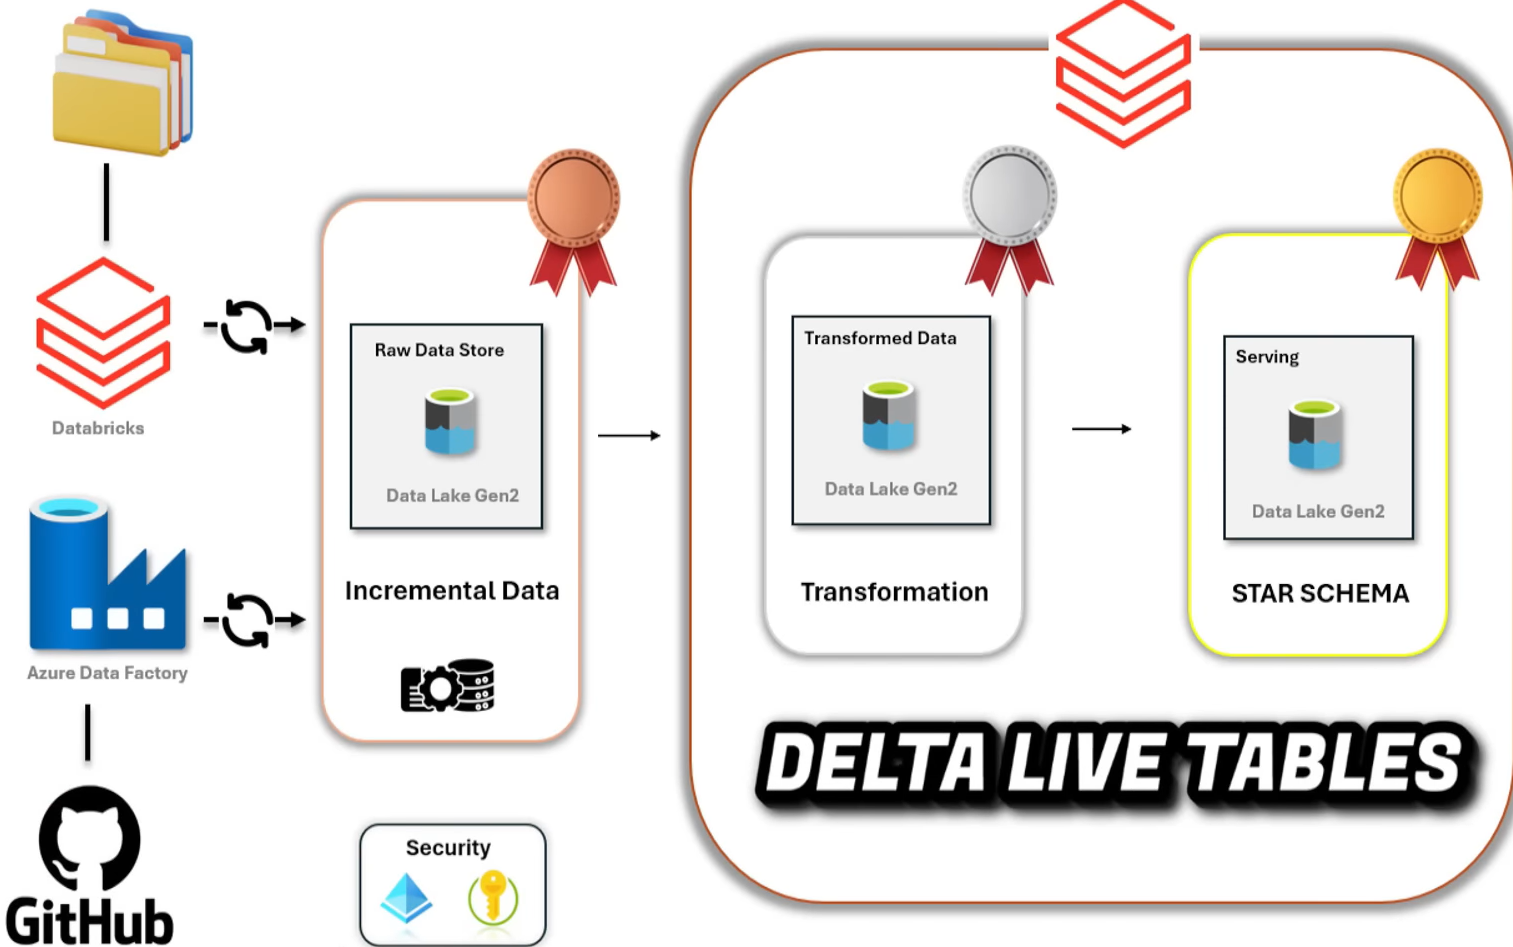 Databricks
Azure Data Factory
GitHub
Raw Data Store
Data Lake Gen2
Incremental Data
Security
Transformed Data
Data Lake Gen2
Transformation
Serving
Data Lake Gen2
STAR SCHEMA
DELTA LIVE TABLES